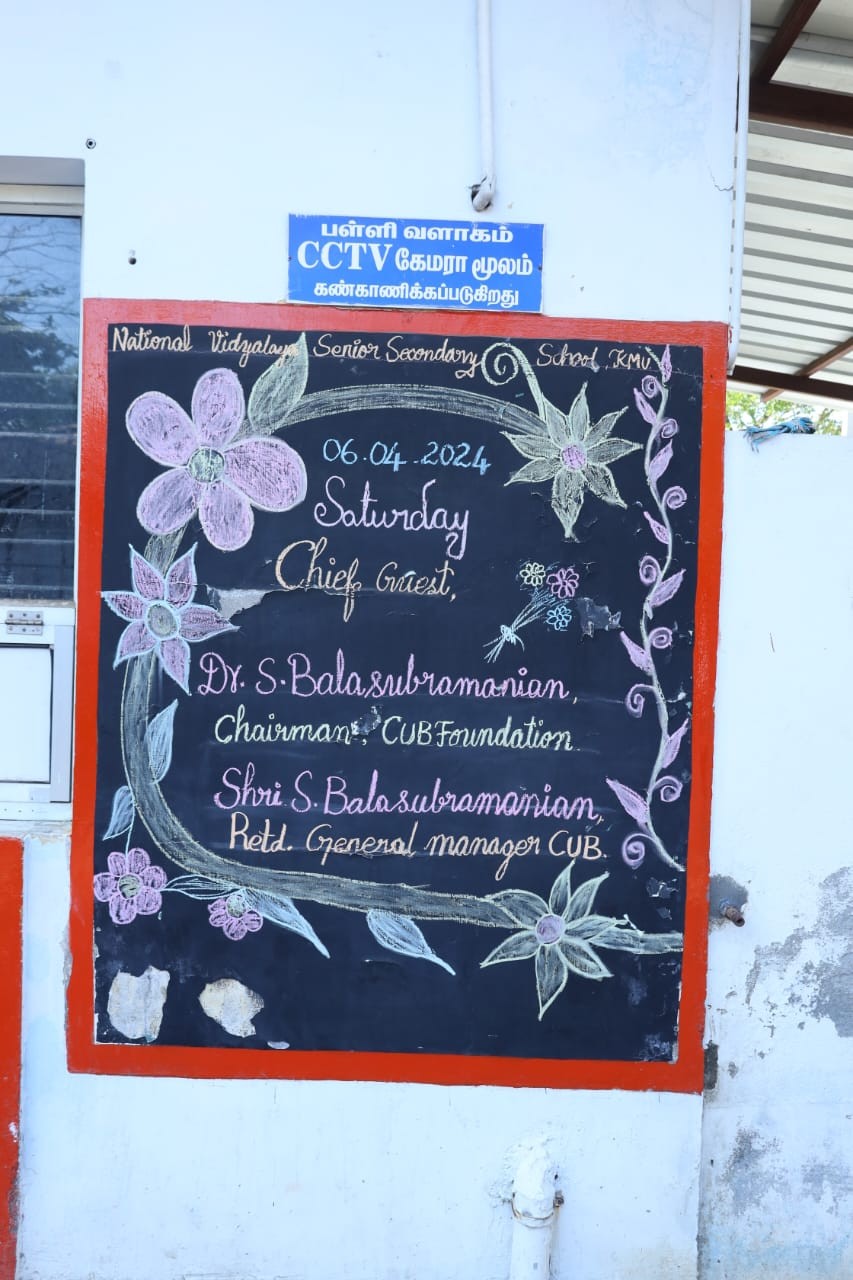 பள்ளி வளாகம்
CCTV கேமரா மூலம்
கண்காணிக்கப்படுகிறது
National Vidyalaya Senior Secondary School, KMU
06.04.2024
Saturday
Chief Guest,
Dr. S. Balasubramanian,
Chairman, CUB Foundation
Shri S. Balasubramanian,
Retd. General manager CUB.